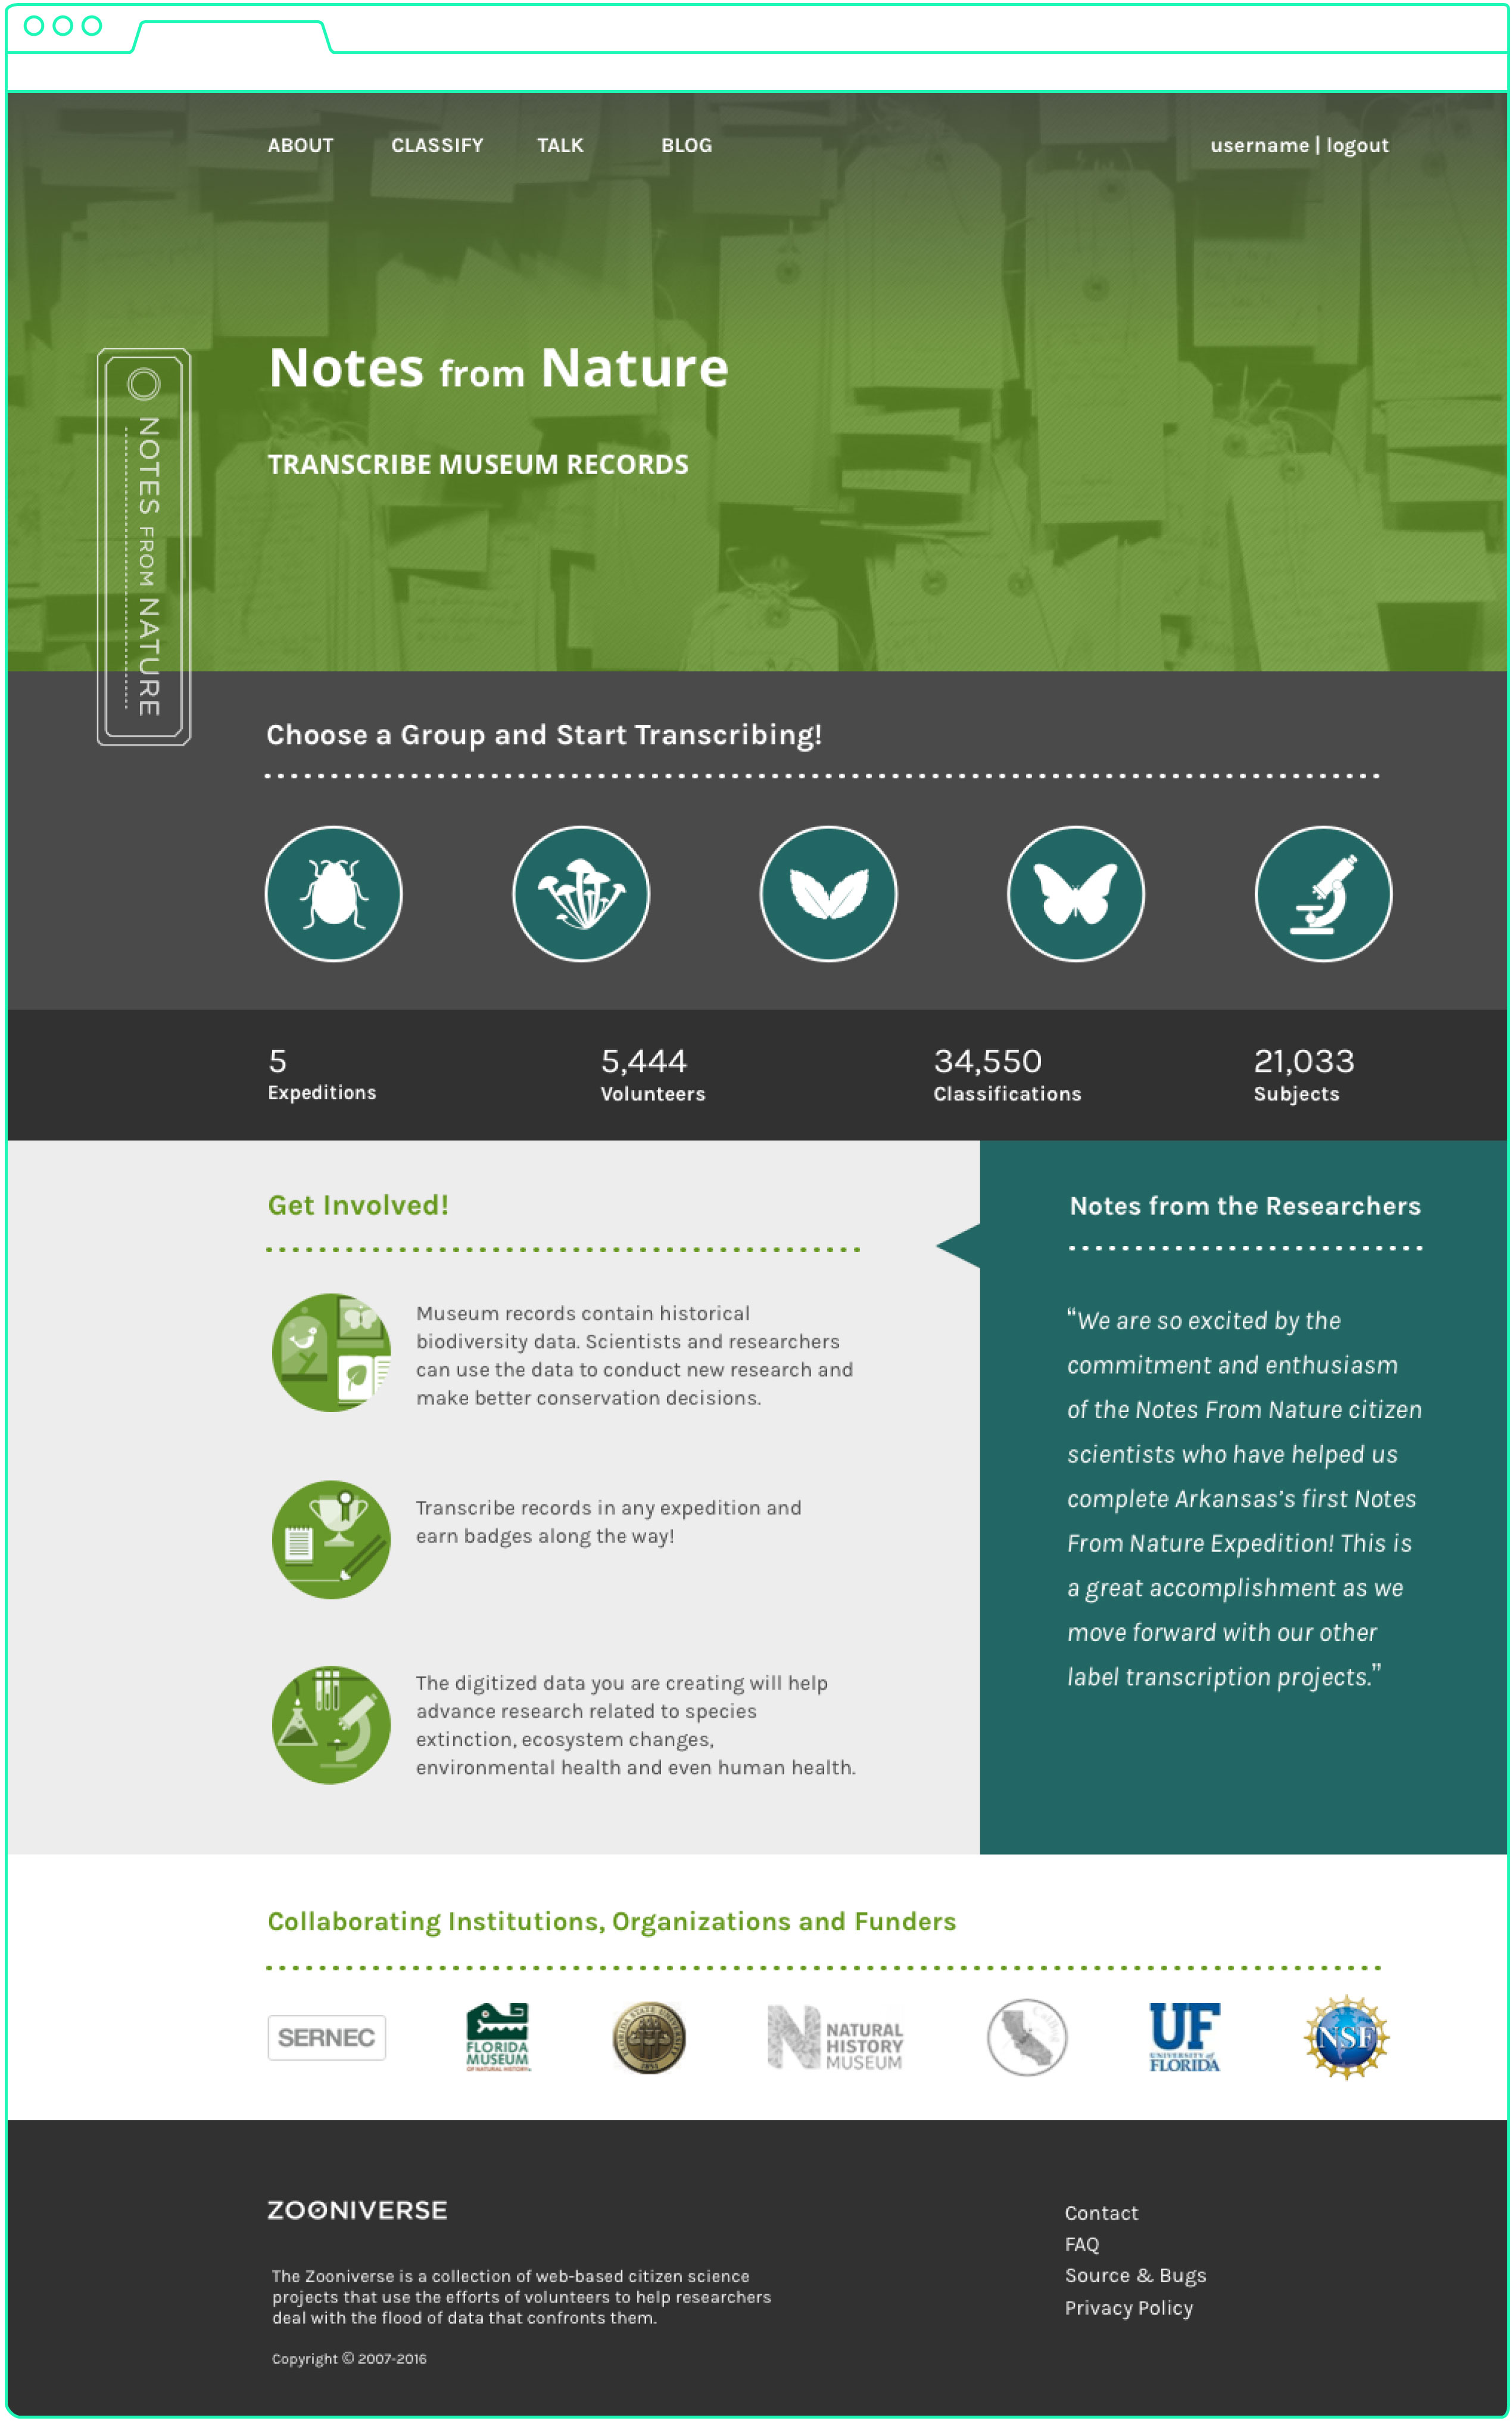 ABOUT CLASSIFY TALK BLOG username | logout
Notes from Nature
TRANSCRIBE MUSEUM RECORDS
NOTES FROM NATURE
Choose a Group and Start Transcribing!
5 5,444 34,550 21,033
Expeditions Volunteers Classifications Subjects
Get Involved!
Museum records contain historical
biodiversity data. Scientists and researchers
can use the data to conduct new research and
make better conservation decisions.
Transcribe records in any expedition and
earn badges along the way!
The digitized data you are creating will help
advance research related to species
extinction, ecosystem changes,
environmental health and even human health.
Notes from the Researchers
“We are so excited by the
commitment and enthusiasm
of the Notes From Nature citizen
scientists who have helped us
complete Arkansas’s first Notes
From Nature Expedition! This is
a great accomplishment as we
move forward with our other
label transcription projects.”
Collaborating Institutions, Organizations and Funders
SERNEC
FLORIDA
MUSEUM
OF NATURAL HISTORY
FLORIDA STATE UNIVERSITY
1851
N NATURAL
HISTORY
MUSEUM
CalBug
UF
UNIVERSITY of
FLORIDA
NSF
ZOONIVERSE
The Zooniverse is a collection of web-based citizen science
projects that use the efforts of volunteers to help researchers
deal with the flood of data that confronts them.
Copyright © 2007-2016
Contact
FAQ
Source & Bugs
Privacy Policy